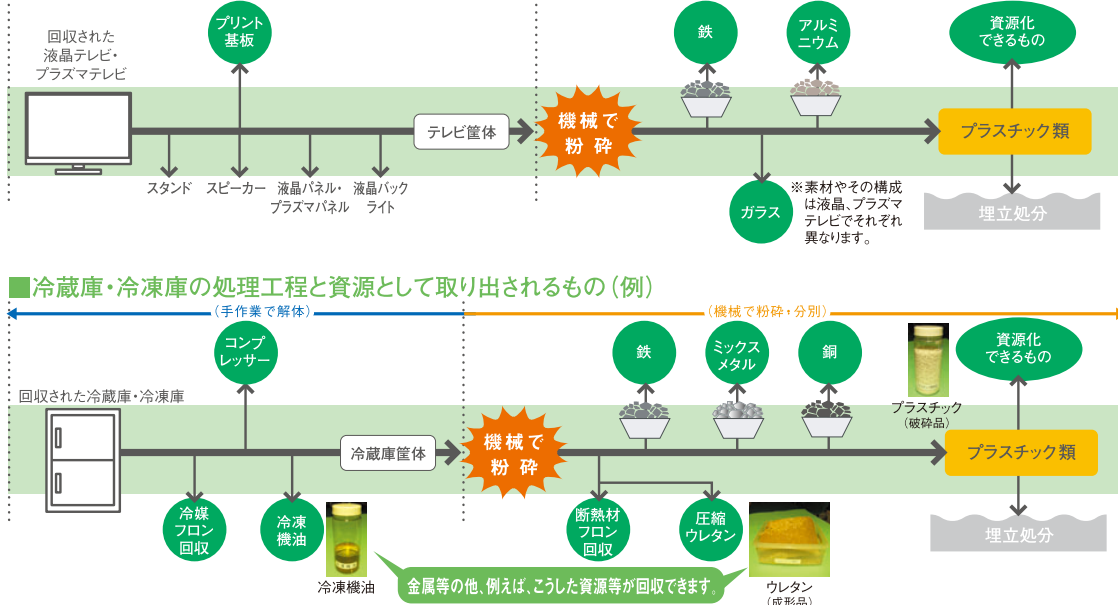 回収された
液晶テレビ・
プラズマテレビ
プリント
基板
鉄
アルミ
ニウム
資源化
できるもの
テレビ筐体
機械で
粉砕
プラスチック類
スタンド
スピーカー
液晶パネル・
プラズマパネル
液晶バック
ライト
ガラス
※素材やその構成
は液晶、プラズマ
テレビでそれぞれ
異なります。
埋立処分
■冷蔵庫・冷凍庫の処理工程と資源として取り出されるもの（例）
（手作業で解体）
（機械で粉砕・分別）
コンプ
レッサー
鉄
ミックス
メタル
銅
資源化
できるもの
回収された冷蔵庫・冷凍庫
プラスチック
（破砕品）
冷蔵庫筐体
機械で
粉砕
プラスチック類
冷媒
フロン
回収
冷凍
機油
断熱材
フロン
回収
圧縮
ウレタン
埋立処分
冷凍機油
金属等の他、例えば、こうした資源等が回収できます。
ウレタン
（成形品）